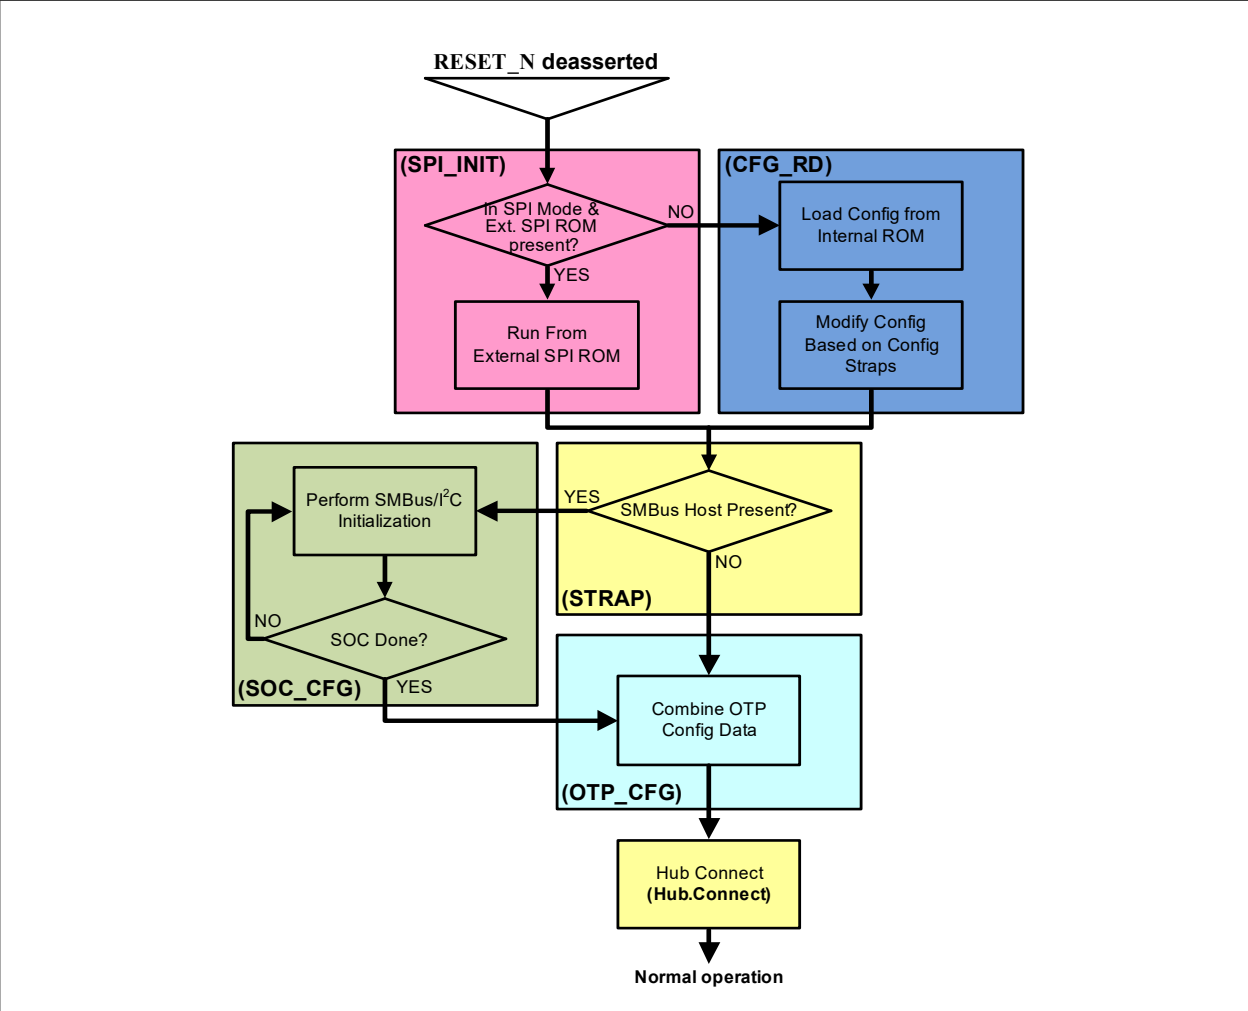 RESET_N deasserted
(SPI_INIT)
In SPI Mode &
Ext. SPI ROM
present?
NO
YES
Run From
External SPI ROM
(CFG_RD)
Load Config from
Internal ROM
Modify Config
Based on Config
Straps
SMBus Host Present?
YES
NO
(STRAP)
Perform SMBus/I²C
Initialization
SOC Done?
NO
YES
(SOC_CFG)
Combine OTP
Config Data
(OTP_CFG)
Hub Connect
(Hub.Connect)
Normal operation